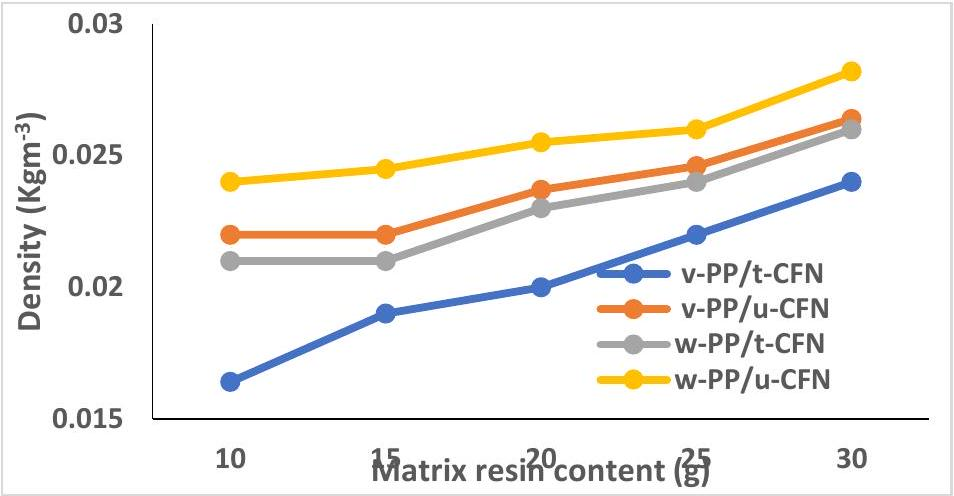 0.03
0.025
0.02
0.015
Density (Kgm-3)
v-PP/t-CFN
v-PP/u-CFN
w-PP/t-CFN
w-PP/u-CFN
10 15 20 25 30
Matrix resin content (g)